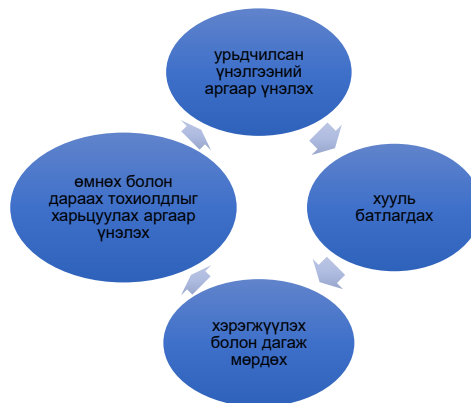 урьдчилсан
үнэлгээний
аргаар үнэлэх
хууль
батлагдах
хэрэгжүүлэх
болон дагаж
мөрдөх
өмнөх болон
дараах тохиолдлыг
харьцуулах аргаар
үнэлэх